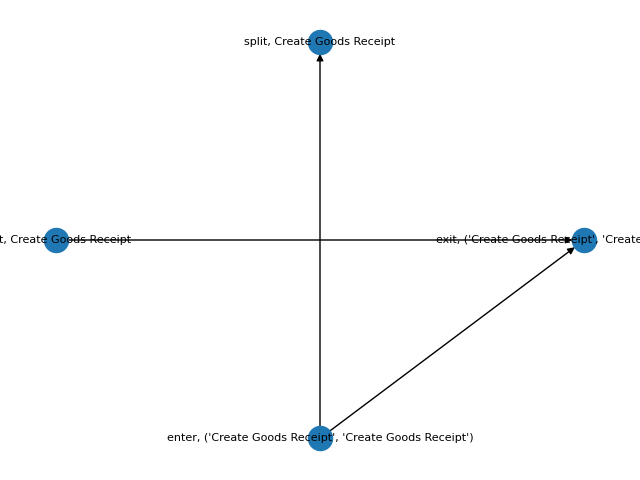 split, Create Goods Receipt
t, Create Goods Receipt
exit, ('Create Goods Receipt', 'Create
enter, ('Create Goods Receipt', 'Create Goods Receipt')